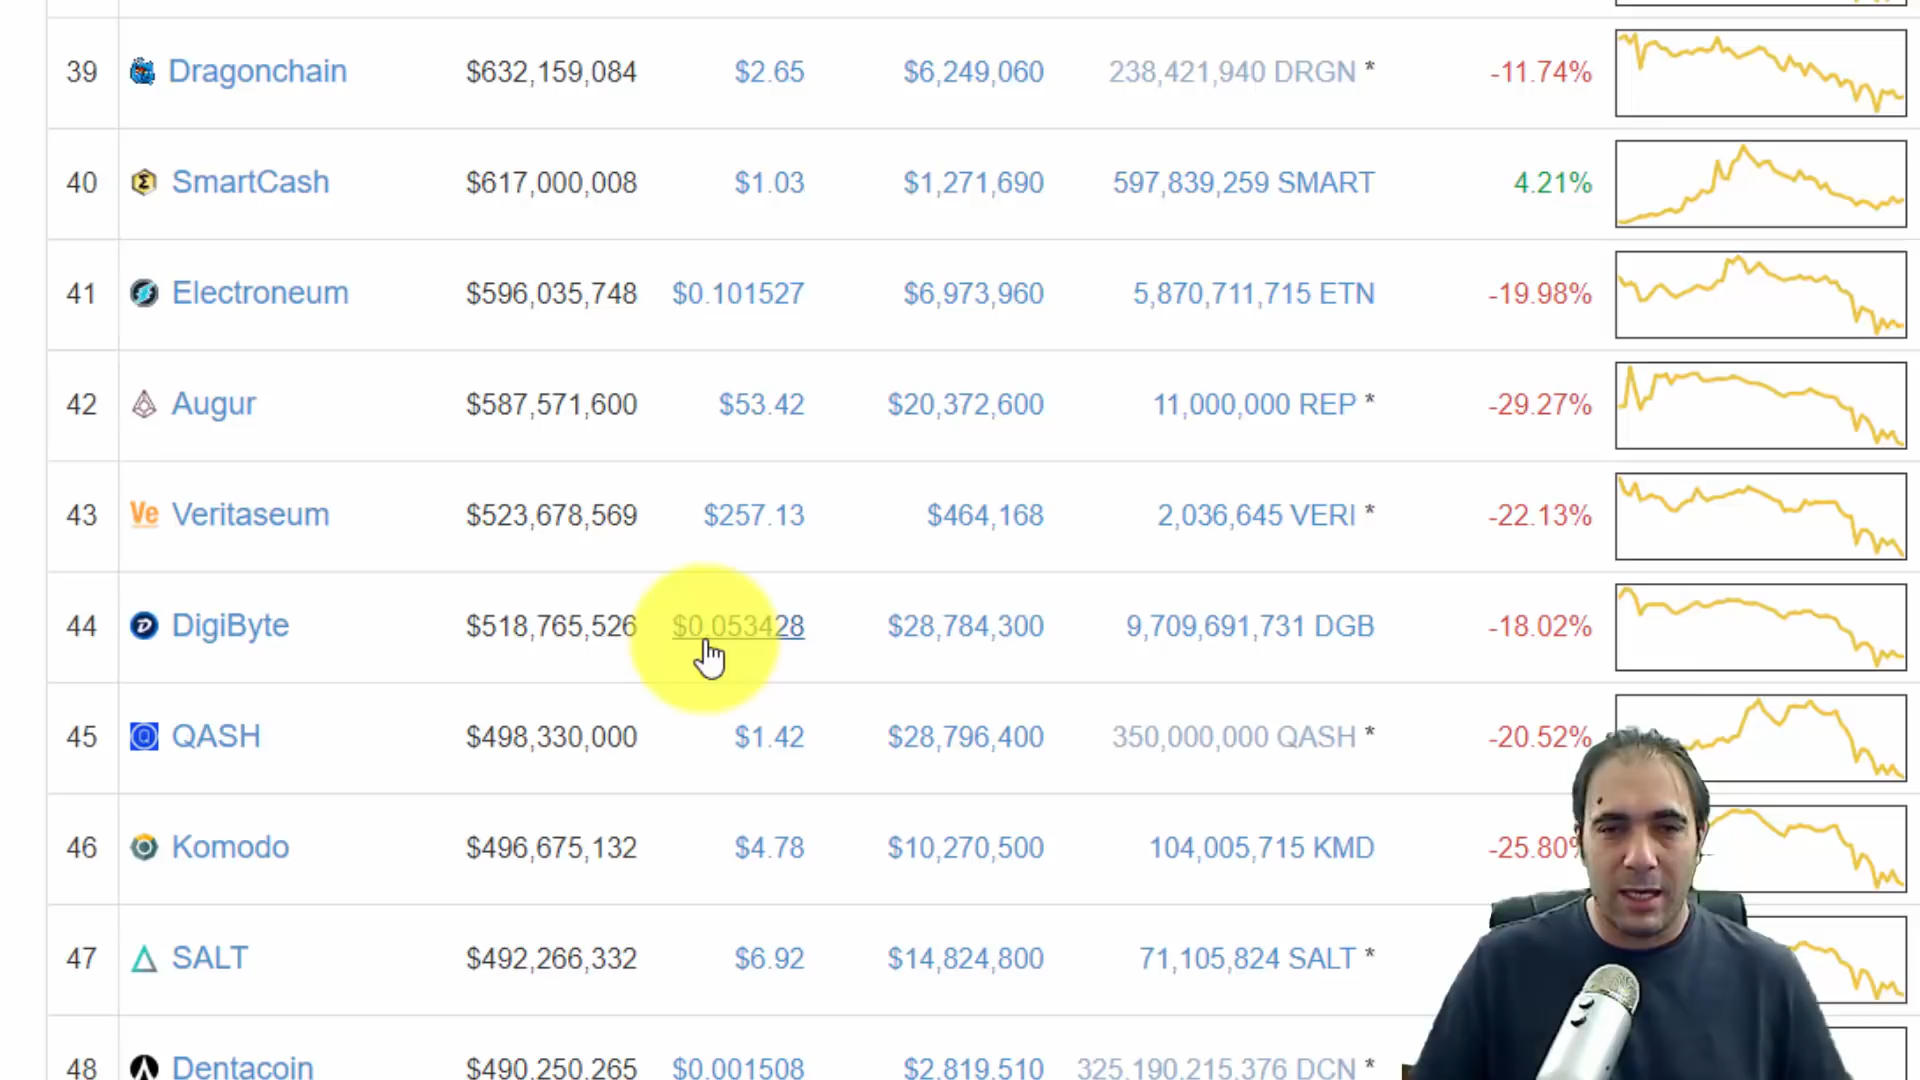 39 Dragonchain $632,159,084 $2.65 $6,249,060 238,421,940 DRGN * -11.74%
40 SmartCash $617,000,008 $1.03 $1,271,690 597,839,259 SMART 4.21%
41 Electroneum $596,035,748 $0.101527 $6,973,960 5,870,711,715 ETN -19.98%
42 Augur $587,571,600 $53.42 $20,372,600 11,000,000 REP * -29.27%
43 Ve Veritaseum $523,678,569 $257.13 $464,168 2,036,645 VERI * -22.13%
44 DigiByte $518,765,526 $0.053428 $28,784,300 9,709,691,731 DGB -18.02%
45 QASH $498,330,000 $1.42 $28,796,400 350,000,000 QASH * -20.52%
46 Komodo $496,675,132 $4.78 $10,270,500 104,005,715 KMD -25.80%
47 SALT $492,266,332 $6.92 $14,824,800 71,105,824 SALT *
48 Dentacoin $490,250,265 $0.001508 $2,819,510 325,190,215,376 DCN *